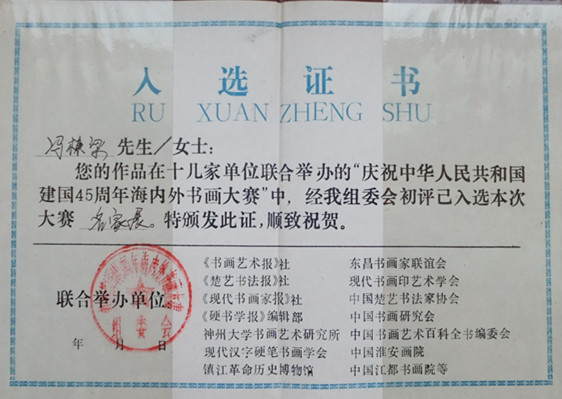 入选证书
RU XUAN ZHENG SHU
冯栋梁 先生/女士：
您的作品在十几家单位联合举办的“庆祝中华人民共和国
建国45周年海内外书画大赛”中，经我组委会初评已入选本次
大赛 名家展。特颁发此证，顺致祝贺。
联合举办单位：
年 月 日
组委会
《书画艺术报》社
《楚艺书法报》社
《现代书画家报》社
《硬书学报》编辑部
神州大学书画艺术研究所
现代汉字硬笔书画学会
镇江革命历史博物馆
东昌书画家联谊会
现代书画印艺术学会
中国楚艺书法家协会
中国书画研究会
中国书画艺术百科全书编委会
中国淮安画院
中国江都书画院等